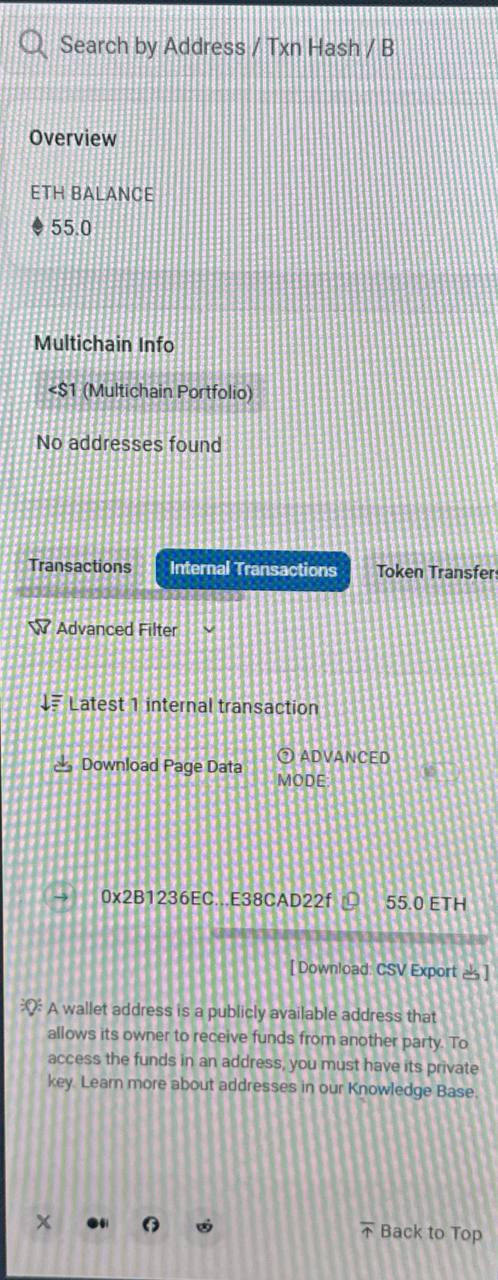 Search by Address / Txn Hash / B
Overview
ETH BALANCE
55.0
Multichain Info
<$1 (Multichain Portfolio)
No addresses found
Transactions Internal Transactions Token Transfers
Advanced Filter
Latest 1 internal transaction
Download Page Data ADVANCED
MODE:
0x2B1236EC...E38CAD22f 55.0 ETH
[ Download: CSV Export ]
A wallet address is a publicly available address that
allows its owner to receive funds from another party. To
access the funds in an address, you must have its private
key. Learn more about addresses in our Knowledge Base.
Back to Top